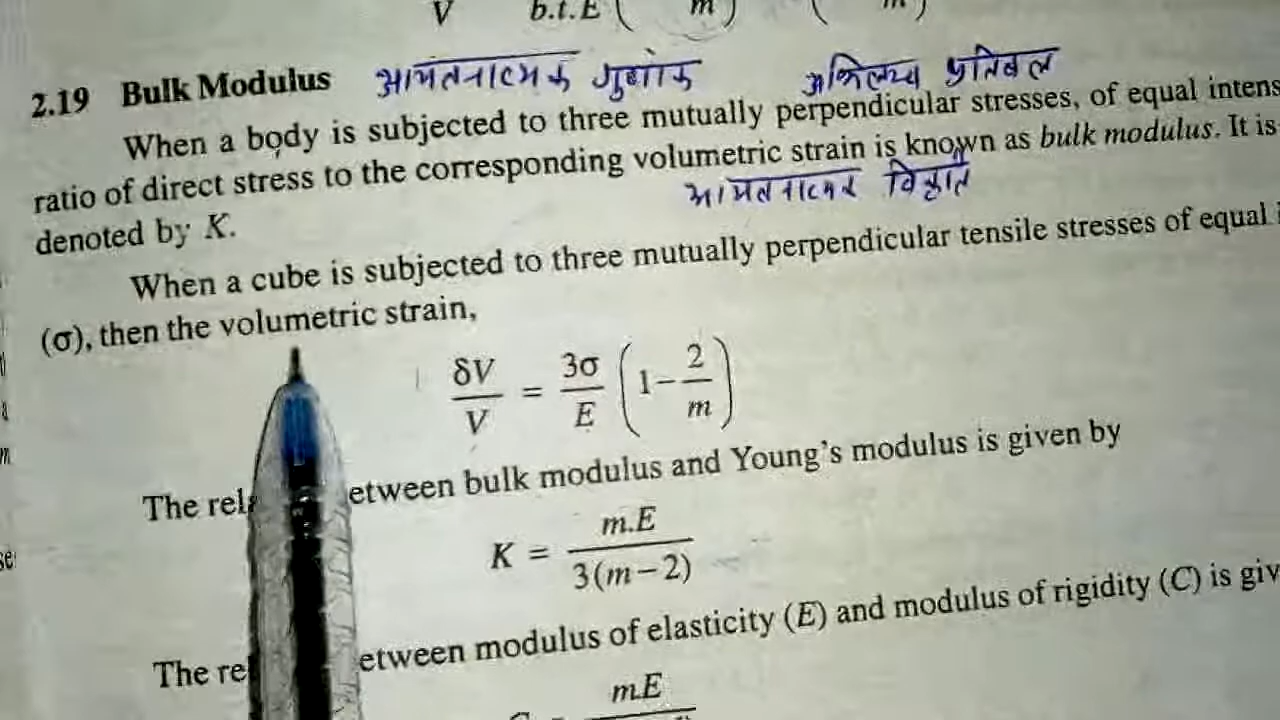 V b.t.E ( m ) ( m )
2.19 Bulk Modulus आयतनात्मक गुणांक अभिलम्ब प्रतिबल
When a body is subjected to three mutually perpendicular stresses, of equal intens
ratio of direct stress to the corresponding volumetric strain is known as bulk modulus. It is
आयतनात्मक विकृति
denoted by K.
When a cube is subjected to three mutually perpendicular tensile stresses of equal i
(σ), then the volumetric strain,
δV/V = 3σ/E (1 - 2/m)
The rel etween bulk modulus and Young's modulus is given by
K = m.E/3(m - 2)
The re etween modulus of elasticity (E) and modulus of rigidity (C) is giv
mE